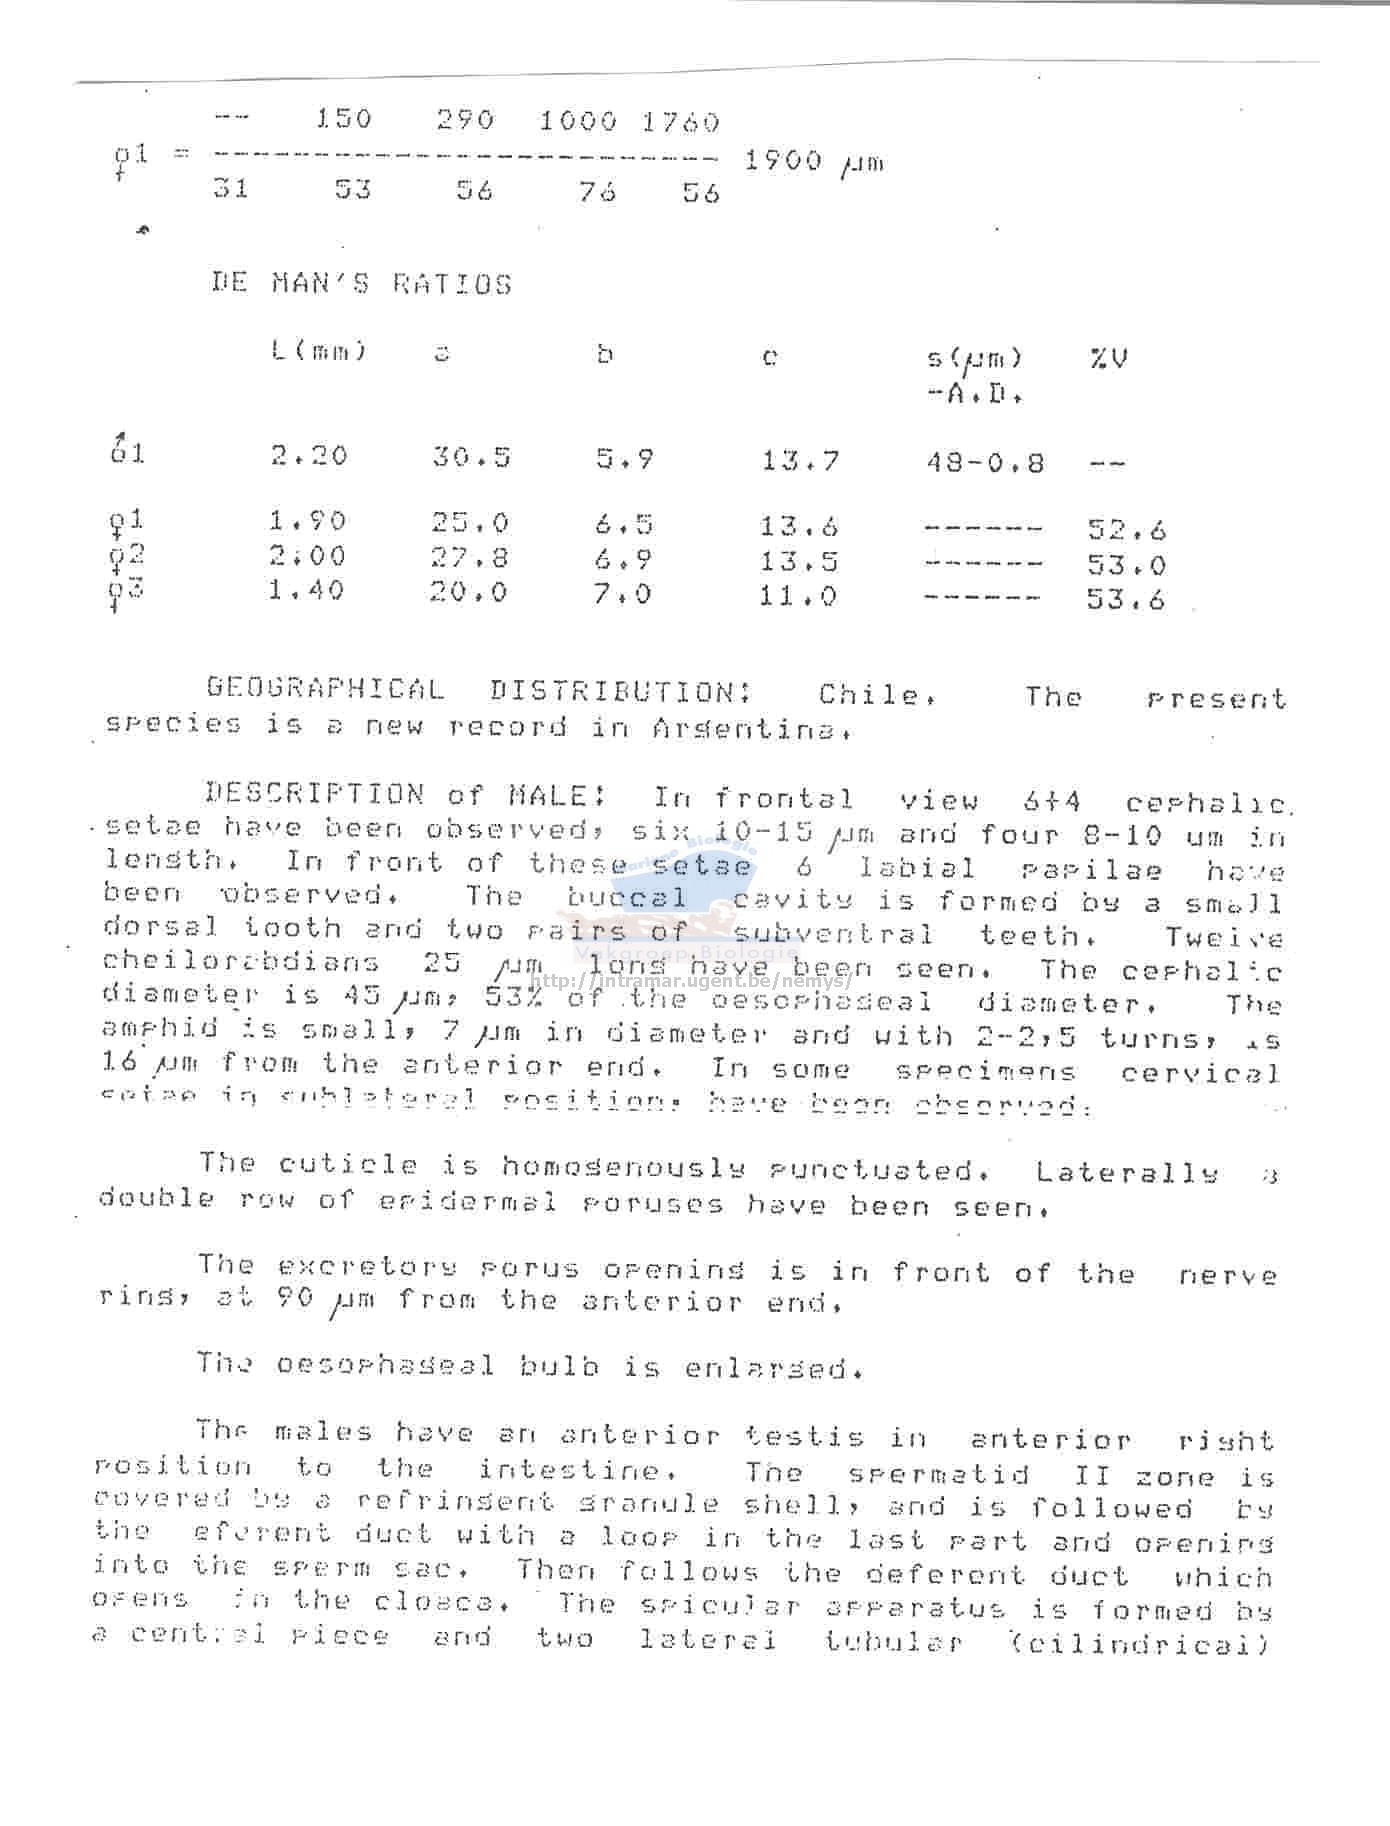 -- 150 290 1000 1760
♀1 = -------------------------- 1900 µm
31 53 56 76 56
DE MAN'S RATIOS
L(mm) a b c s(µm) %V
-A.D.
♂1 2.20 30.5 5.9 13.7 48-0.8 --
♀1 1.90 25.0 6.5 13.6 ------ 52.6
♀2 2.00 27.8 6.9 13.5 ------ 53.0
♀3 1.40 20.0 7.0 11.0 ------ 53.6
GEOGRAPHICAL DISTRIBUTION: Chile. The present
species is a new record in Argentina.
DESCRIPTION of MALE: In frontal view 6+4 cephalic
setae have been observed, six 10-15 µm and four 8-10 um in
length. In front of these setae 6 labial papilae have
been observed. The buccal cavity is formed by a small
dorsal tooth and two pairs of subventral teeth. Twelve
cheilorabdians 25 µm long have been seen. The cephalic
diameter is 45 µm, 53% of the oesophageal diameter. The
amphid is small, 7 µm in diameter and with 2-2,5 turns, is
16 µm from the anterior end. In some specimens cervical
setae in sublateral position, have been observed.
The cuticle is homogenously punctuated. Laterally a
double row of epidermal poruses have been seen.
The excretory porus opening is in front of the nerve
ring, at 90 µm from the anterior end.
The oesophageal bulb is enlarged.
The males have an anterior testis in anterior right
position to the intestine. The spermatid II zone is
covered by a refringent granule shell, and is followed by
the eferent duct with a loop in the last part and opening
into the sperm sac. Then follows the deferent duct which
opens in the cloaca. The spicular apparatus is formed by
a central piece and two lateral tubular (cilindrical)
Mariene Biologie
Vakgroep Biologie
http://intramar.ugent.be/nemys/